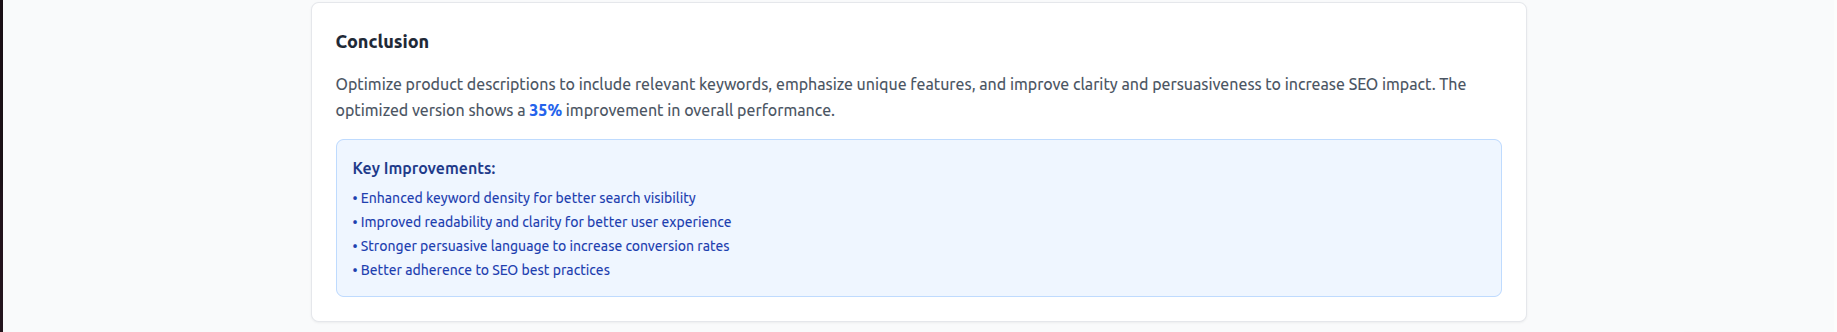 Conclusion
Optimize product descriptions to include relevant keywords, emphasize unique features, and improve clarity and persuasiveness to increase SEO impact. The
optimized version shows a 35% improvement in overall performance.
Key Improvements:
• Enhanced keyword density for better search visibility
• Improved readability and clarity for better user experience
• Stronger persuasive language to increase conversion rates
• Better adherence to SEO best practices